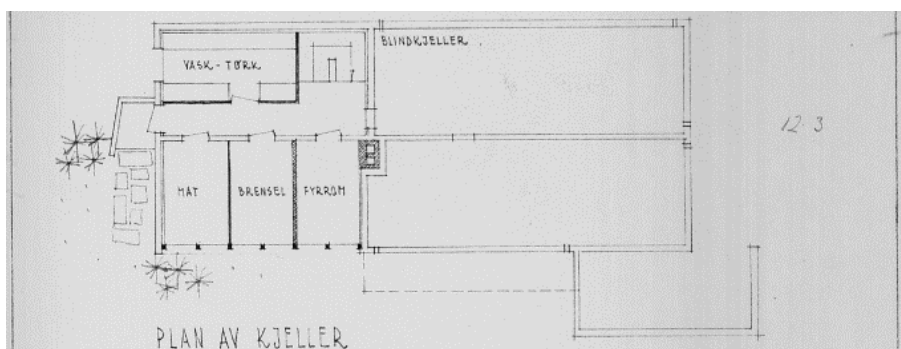 BLINDKJELLER
VASK - TØRK
12 3
MAT
BRENSEL
FYRROM
PLAN AV KJELLER